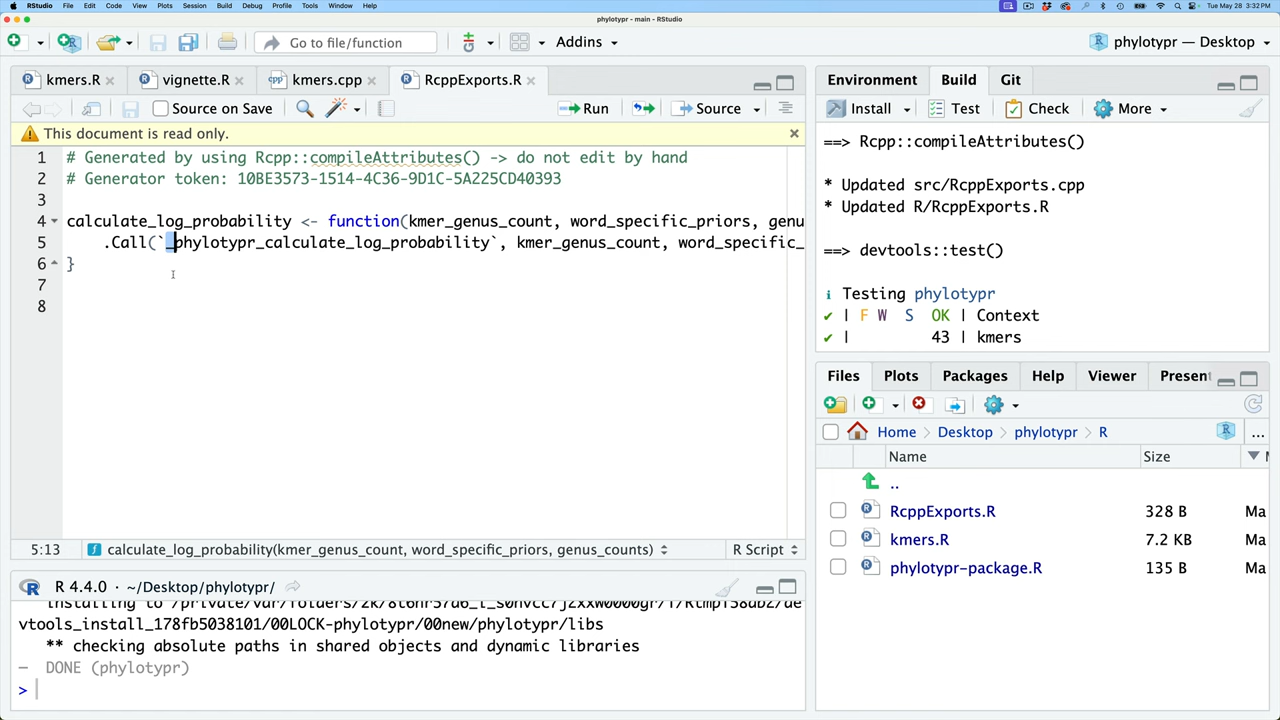 RStudio File Edit Code View Plots Session Build Debug Profile Tools Window Help Tue May 28 3:32 PM
phylotypr - main - RStudio
Go to file/function Addins phylotypr — Desktop
kmers.R vignette.R kmers.cpp RcppExports.R
Source on Save Run Source
This document is read only.
1 # Generated by using Rcpp::compileAttributes() -> do not edit by hand
2 # Generator token: 10BE3573-1514-4C36-9D1C-5A225CD40393
3
4 calculate_log_probability <- function(kmer_genus_count, word_specific_priors, genu
5 .Call(`_phylotypr_calculate_log_probability`, kmer_genus_count, word_specific_
6 }
7
8
5:13 calculate_log_probability(kmer_genus_count, word_specific_priors, genus_counts) R Script
R 4.4.0 · ~/Desktop/phylotypr/
vtools_install_178fb5038101/00LOCK-phylotypr/00new/phylotypr/libs
** checking absolute paths in shared objects and dynamic libraries
— DONE (phylotypr)
>
Environment Build Git
Install Test Check More
==> Rcpp::compileAttributes()
* Updated src/RcppExports.cpp
* Updated R/RcppExports.R
==> devtools::test()
i Testing phylotypr
✔ | F W S OK | Context
✔ | 43 | kmers
Files Plots Packages Help Viewer Presen
Home Desktop phylotypr R ...
Name Size M
..
RcppExports.R 328 B Ma
kmers.R 7.2 KB Ma
phylotypr-package.R 135 B Ma